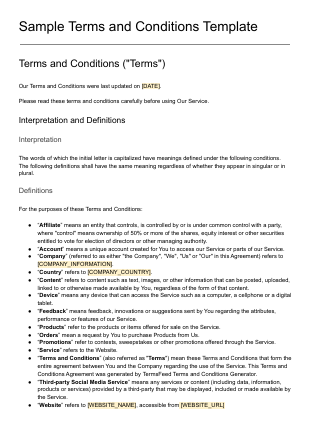 Sample Terms and Conditions Template
Terms and Conditions ("Terms")
Our Terms and Conditions were last updated on [DATE].
Please read these terms and conditions carefully before using Our Service.
Interpretation and Definitions
Interpretation
The words of which the initial letter is capitalized have meanings defined under the following conditions.
The following definitions shall have the same meaning regardless of whether they appear in singular or in
plural.
Definitions
For the purposes of these Terms and Conditions:
● "Affiliate" means an entity that controls, is controlled by or is under common control with a party,
where "control" means ownership of 50% or more of the shares, equity interest or other securities
entitled to vote for election of directors or other managing authority.
● "Account" means a unique account created for You to access our Service or parts of our Service.
● "Company" (referred to as either "the Company", "We", "Us" or "Our" in this Agreement) refers to
[COMPANY_INFORMATION].
● "Country" refers to [COMPANY_COUNTRY].
● "Content" refers to content such as text, images, or other information that can be posted, uploaded,
linked to or otherwise made available by You, regardless of the form of that content.
● "Device" means any device that can access the Service such as a computer, a cellphone or a digital
tablet.
● "Feedback" means feedback, innovations or suggestions sent by You regarding the attributes,
performance or features of our Service.
● "Products" refer to the products or items offered for sale on the Service.
● "Orders" mean a request by You to purchase Products from Us.
● "Promotions" refer to contests, sweepstakes or other promotions offered through the Service.
● "Service" refers to the Website.
● "Terms and Conditions" (also referred as "Terms") mean these Terms and Conditions that form the
entire agreement between You and the Company regarding the use of the Service. This Terms and
Conditions Agreement was generated by TermsFeed Terms and Conditions Generator.
● "Third-party Social Media Service" means any services or content (including data, information,
products or services) provided by a third-party that may be displayed, included or made available by
the Service.
● "Website" refers to [WEBSITE_NAME], accessible from [WEBSITE_URL]